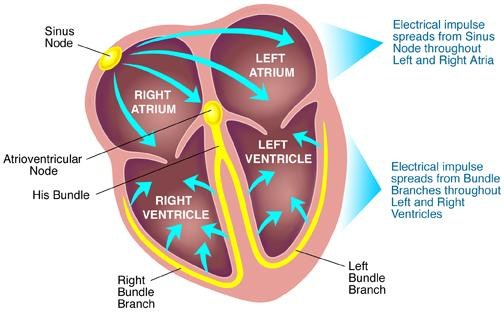 Sinus
Node
LEFT
ATRIUM
RIGHT
ATRIUM
Electrical impulse
spreads from Sinus
Node throughout
Left and Right Atria
Atrioventricular
Node
His Bundle
LEFT
VENTRICLE
RIGHT
VENTRICLE
Electrical impulse
spreads from Bundle
Branches throughout
Left and Right
Ventricles
Right
Bundle
Branch
Left
Bundle
Branch